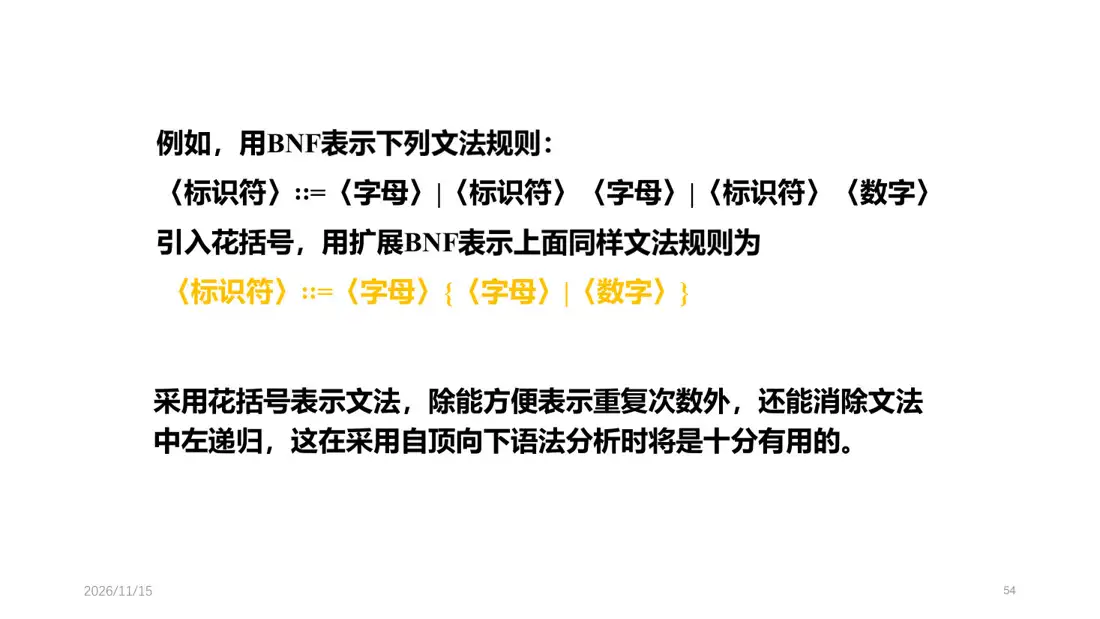 例如，用BNF表示下列文法规则：
〈标识符〉::=〈字母〉|〈标识符〉〈字母〉|〈标识符〉〈数字〉
引入花括号，用扩展BNF表示上面同样文法规则为
〈标识符〉::=〈字母〉{〈字母〉|〈数字〉}
采用花括号表示文法，除能方便表示重复次数外，还能消除文法
中左递归，这在采用自顶向下语法分析时将是十分有用的。
2026/11/15
54